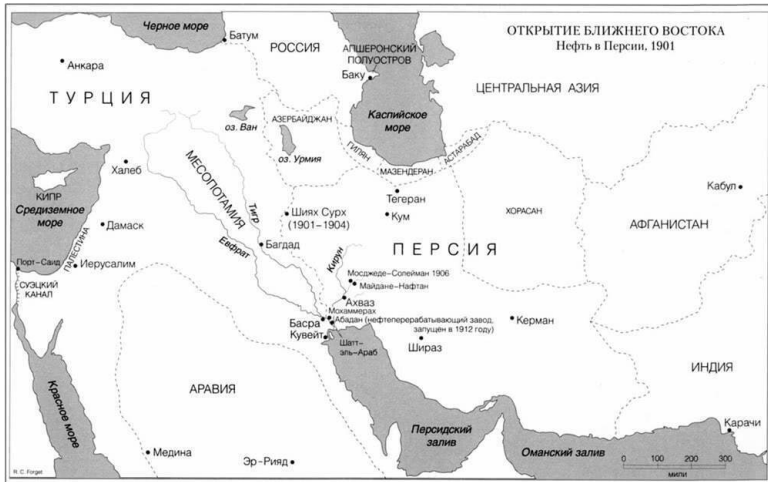 ОТКРЫТИЕ БЛИЖНЕГО ВОСТОКА
Нефть в Персии, 1901
Черное море
Батум
РОССИЯ
АПШЕРОНСКИЙ
ПОЛУОСТРОВ
Баку
Анкара
ТУРЦИЯ
ЦЕНТРАЛЬНАЯ АЗИЯ
Каспийское
море
оз. Ван
АЗЕРБАЙДЖАН
оз. Урмия
ГИЛЯН
МАЗЕНДЕРАН
АСТАРАБАД
МЕСОПОТАМИЯ
Халеб
Тегеран
Кабул
КИПР
Средиземное
море
Тигр
Шиях Сурх
(1901–1904)
Кум
ХОРАСАН
АФГАНИСТАН
Дамаск
ПАЛЕСТИНА
Евфрат
Багдад
ПЕРСИЯ
Кирун
Порт-Саид
Иерусалим
СУЭЦКИЙ
КАНАЛ
Мосджеде-Солейман 1906
Майдане-Нафтан
Ахваз
Мохаммерах
Басра
Абадан (нефтеперерабатывающий завод,
запущен в 1912 году)
Керман
Кувейт
Шатт-
эль-Араб
Шираз
ИНДИЯ
АРАВИЯ
Красное море
Персидский
залив
Оманский залив
Карачи
Медина
Эр-Рияд
0 100 200 300
МИЛИ
R. C. Forget